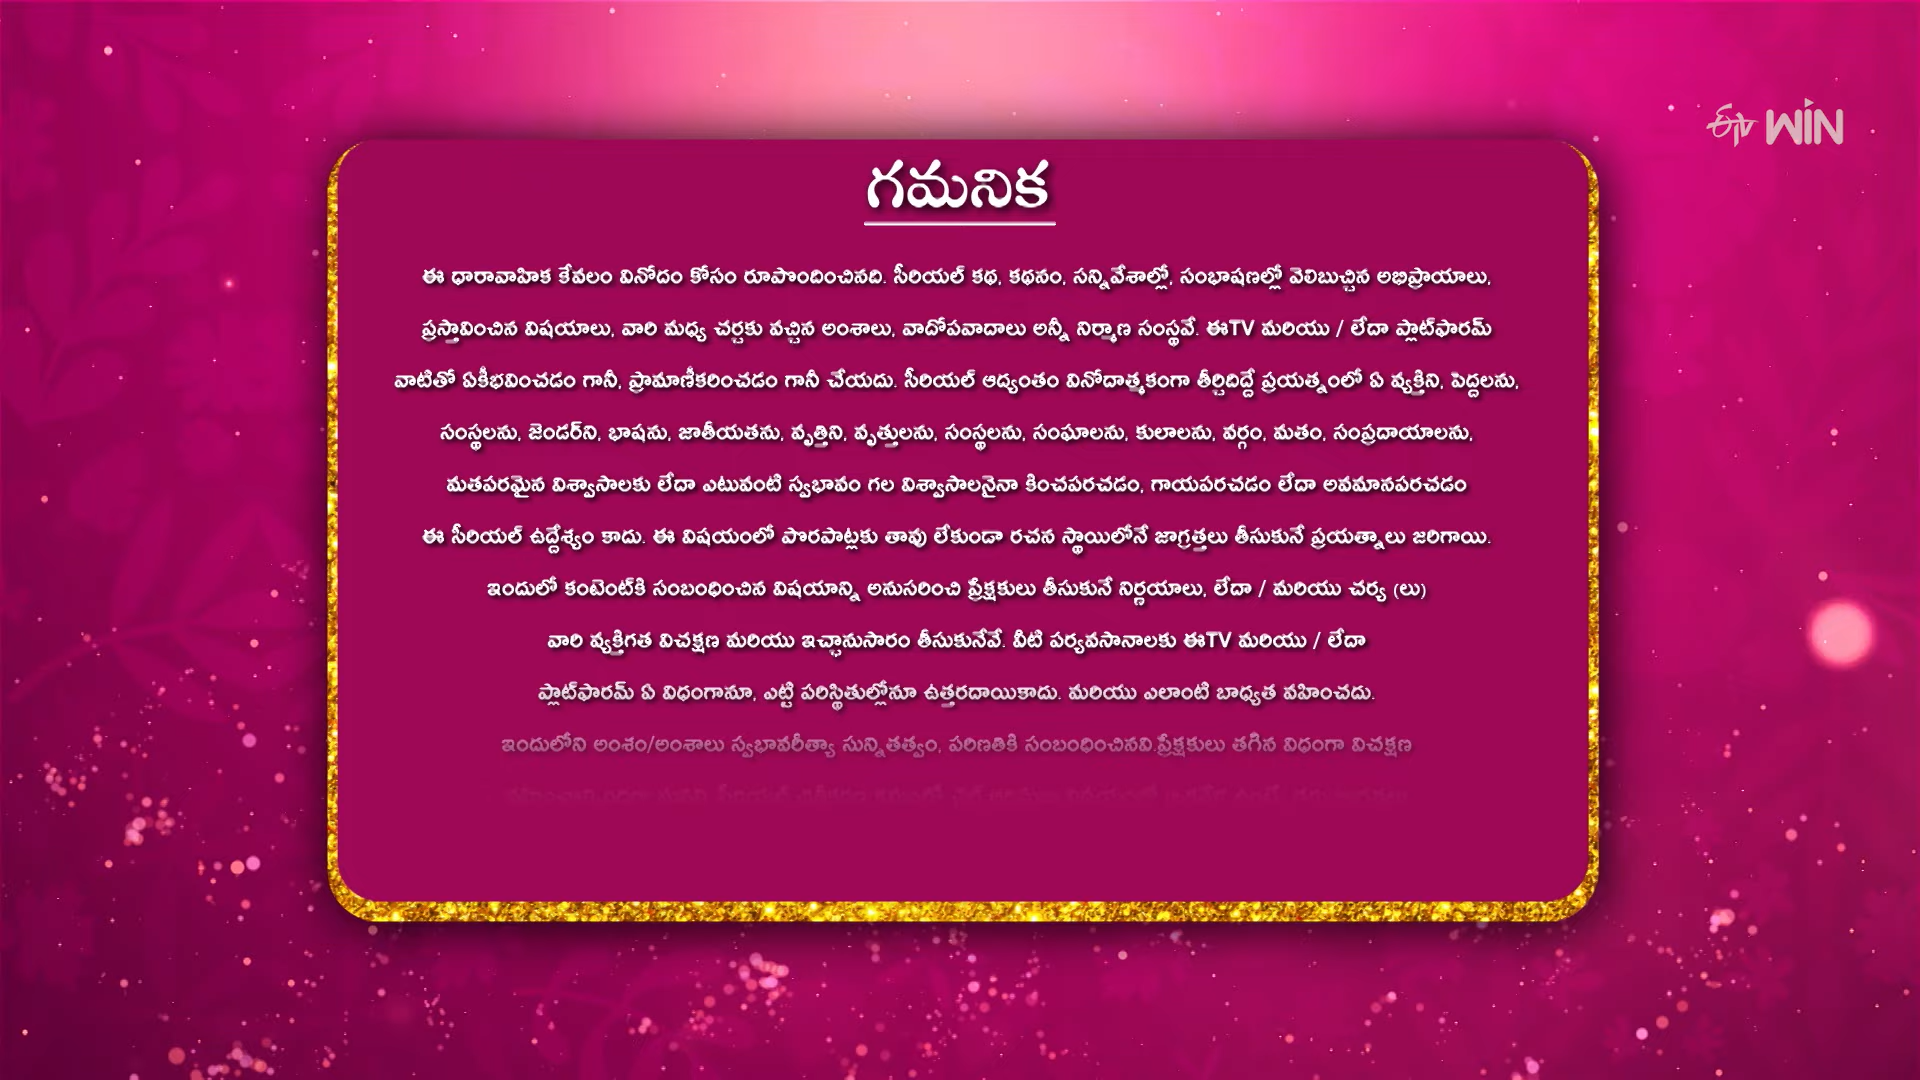 ఈటీవీ WIN
గమనిక
ఈ ధారావాహిక కేవలం వినోదం కోసం రూపొందించినది. సీరియల్ కథ, కథనం, సన్నివేశాల్లో, సంభాషణల్లో వెలిబుచ్చిన అభిప్రాయాలు,
ప్రస్తావించిన విషయాలు, వారి మధ్య చర్చకు వచ్చిన అంశాలు, వాదోపవాదాలు అన్నీ నిర్మాణ సంస్థవే. ఈTV మరియు / లేదా ప్లాట్‌ఫారమ్
వాటితో ఏకీభవించడం గానీ, ప్రామాణీకరించడం గానీ చేయదు. సీరియల్ ఆద్యంతం వినోదాత్మకంగా తీర్చిదిద్దే ప్రయత్నంలో ఏ వ్యక్తిని, పెద్దలను,
సంస్థలను, జెండర్‌ని, భాషను, జాతీయతను, వృత్తిని, వృత్తులను, సంస్థలను, సంఘాలను, కులాలను, వర్గం, మతం, సంప్రదాయాలను,
మతపరమైన విశ్వాసాలకు లేదా ఎటువంటి స్వభావం గల విశ్వాసాలనైనా కించపరచడం, గాయపరచడం లేదా అవమానపరచడం
ఈ సీరియల్ ఉద్దేశ్యం కాదు. ఈ విషయంలో పొరపాట్లకు తావు లేకుండా రచన స్థాయిలోనే జాగ్రత్తలు తీసుకునే ప్రయత్నాలు జరిగాయి.
ఇందులో కంటెంట్‌కి సంబంధించిన విషయాన్ని అనుసరించి ప్రేక్షకులు తీసుకునే నిర్ణయాలు, లేదా / మరియు చర్య (లు)
వారి వ్యక్తిగత విచక్షణ మరియు ఇచ్ఛానుసారం తీసుకునేవే. వీటి పర్యవసానాలకు ఈTV మరియు / లేదా
ప్లాట్‌ఫారమ్ ఏ విధంగానూ, ఎట్టి పరిస్థితుల్లోనూ ఉత్తరదాయికాదు. మరియు ఎలాంటి బాధ్యత వహించదు.
ఇందులోని అంశం/అంశాలు స్వభావరీత్యా సున్నితత్వం, పరిణతికి సంబంధించినవి.ప్రేక్షకులు తగిన విధంగా విచక్షణ